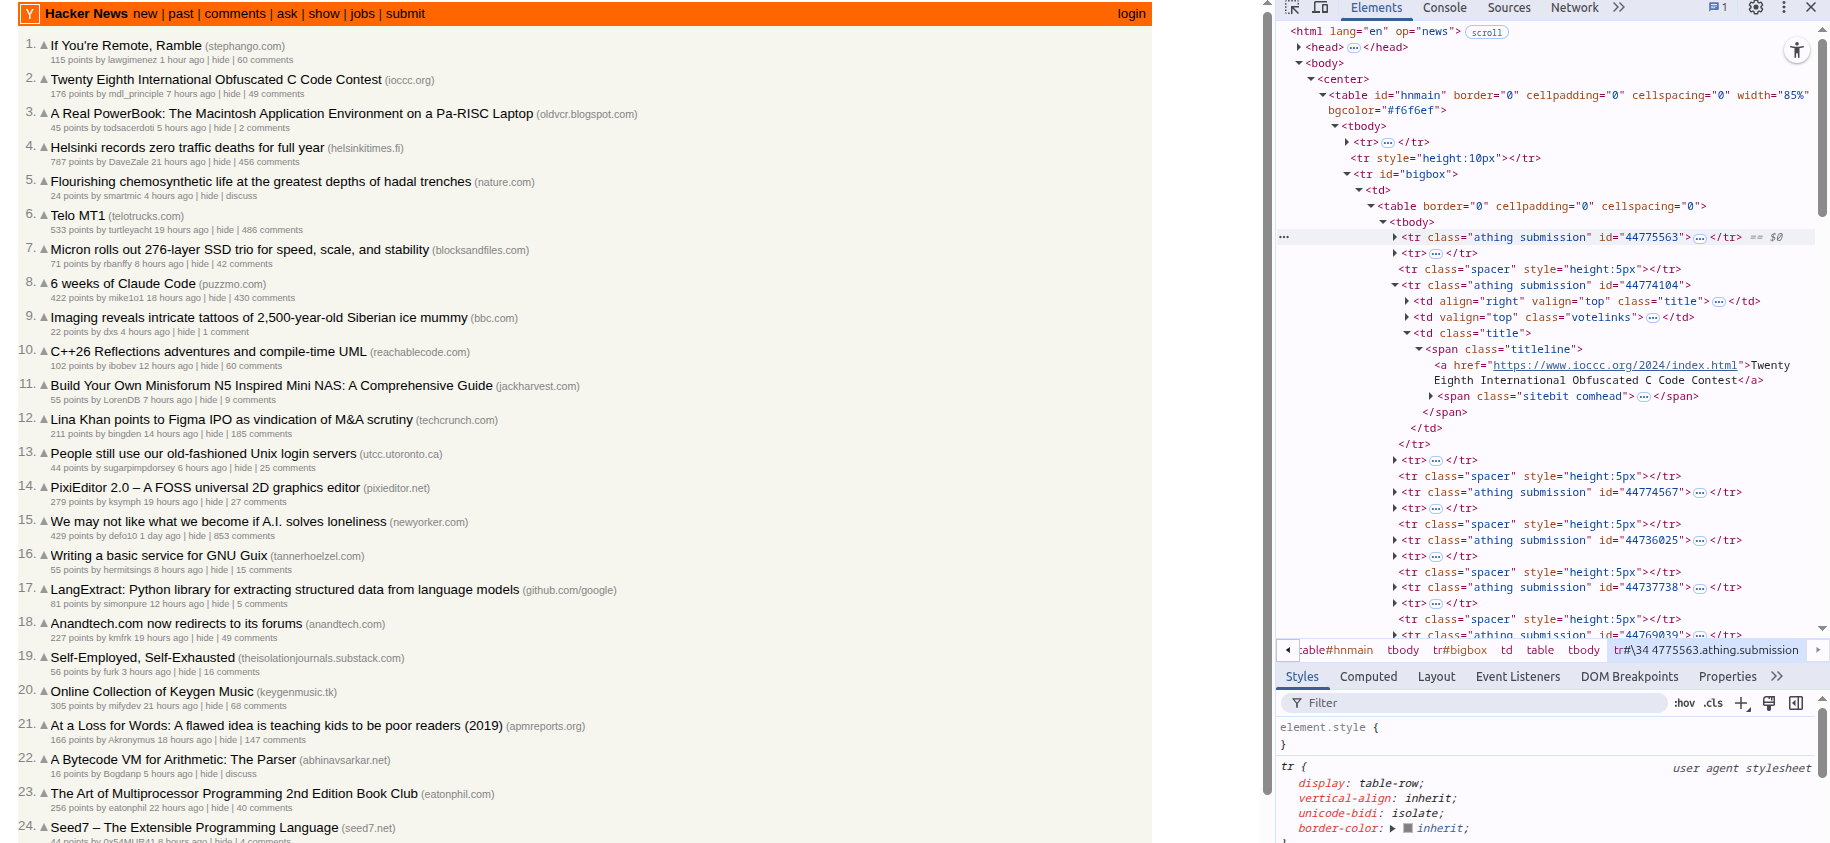 Y Hacker News new | past | comments | ask | show | jobs | submit login
1. If You're Remote, Ramble (stephango.com)
115 points by lawgimenez 1 hour ago | hide | 60 comments
2. Twenty Eighth International Obfuscated C Code Contest (ioccc.org)
176 points by mdl_principle 7 hours ago | hide | 49 comments
3. A Real PowerBook: The Macintosh Application Environment on a Pa-RISC Laptop (oldvcr.blogspot.com)
45 points by todsacerdoti 5 hours ago | hide | 2 comments
4. Helsinki records zero traffic deaths for full year (helsinkitimes.fi)
787 points by DaveZale 21 hours ago | hide | 456 comments
5. Flourishing chemosynthetic life at the greatest depths of hadal trenches (nature.com)
24 points by smartmic 4 hours ago | hide | discuss
6. Telo MT1 (telotrucks.com)
533 points by turtleyacht 19 hours ago | hide | 486 comments
7. Micron rolls out 276-layer SSD trio for speed, scale, and stability (blocksandfiles.com)
71 points by rbanffy 8 hours ago | hide | 42 comments
8. 6 weeks of Claude Code (puzzmo.com)
422 points by mike1o1 18 hours ago | hide | 430 comments
9. Imaging reveals intricate tattoos of 2,500-year-old Siberian ice mummy (bbc.com)
22 points by dxs 4 hours ago | hide | 1 comment
10. C++26 Reflections adventures and compile-time UML (reachablecode.com)
102 points by ibobev 12 hours ago | hide | 60 comments
11. Build Your Own Minisforum N5 Inspired Mini NAS: A Comprehensive Guide (jackharvest.com)
55 points by LorenDB 7 hours ago | hide | 9 comments
12. Lina Khan points to Figma IPO as vindication of M&A scrutiny (techcrunch.com)
211 points by bingden 14 hours ago | hide | 185 comments
13. People still use our old-fashioned Unix login servers (utcc.utoronto.ca)
44 points by sugarpimpdorsey 6 hours ago | hide | 25 comments
14. PixiEditor 2.0 – A FOSS universal 2D graphics editor (pixieditor.net)
279 points by ksymph 19 hours ago | hide | 27 comments
15. We may not like what we become if A.I. solves loneliness (newyorker.com)
429 points by defo10 1 day ago | hide | 853 comments
16. Writing a basic service for GNU Guix (tannerhoelzel.com)
55 points by hermitsings 8 hours ago | hide | 15 comments
17. LangExtract: Python library for extracting structured data from language models (github.com/google)
81 points by simonpure 12 hours ago | hide | 5 comments
18. Anandtech.com now redirects to its forums (anandtech.com)
227 points by kmfrk 19 hours ago | hide | 49 comments
19. Self-Employed, Self-Exhausted (theisolationjournals.substack.com)
56 points by furk 3 hours ago | hide | 16 comments
20. Online Collection of Keygen Music (keygenmusic.tk)
305 points by mifydev 21 hours ago | hide | 68 comments
21. At a Loss for Words: A flawed idea is teaching kids to be poor readers (2019) (apmreports.org)
166 points by Akronymus 18 hours ago | hide | 147 comments
22. A Bytecode VM for Arithmetic: The Parser (abhinavsarkar.net)
16 points by Bogdanp 5 hours ago | hide | discuss
23. The Art of Multiprocessor Programming 2nd Edition Book Club (eatonphil.com)
256 points by eatonphil 22 hours ago | hide | 40 comments
24. Seed7 – The Extensible Programming Language (seed7.net)
44 points by 0x54MUR41 8 hours ago | hide | 4 comments
Elements Console Sources Network 1
<html lang="en" op="news"> scroll
<head> … </head>
<body>
<center>
<table id="hnmain" border="0" cellpadding="0" cellspacing="0" width="85%"
bgcolor="#f6f6ef">
<tbody>
<tr> … </tr>
<tr style="height:10px"></tr>
<tr id="bigbox">
<td>
<table border="0" cellpadding="0" cellspacing="0">
<tbody>
… <tr class="athing submission" id="44775563"> … </tr> == $0
<tr> … </tr>
<tr class="spacer" style="height:5px"></tr>
<tr class="athing submission" id="44774104">
<td align="right" valign="top" class="title"> … </td>
<td valign="top" class="votelinks"> … </td>
<td class="title">
<span class="titleline">
<a href="https://www.ioccc.org/2024/index.html">Twenty
Eighth International Obfuscated C Code Contest</a>
<span class="sitebit comhead"> … </span>
</span>
</td>
</tr>
<tr> … </tr>
<tr class="spacer" style="height:5px"></tr>
<tr class="athing submission" id="44774567"> … </tr>
<tr> … </tr>
<tr class="spacer" style="height:5px"></tr>
<tr class="athing submission" id="44736025"> … </tr>
<tr> … </tr>
<tr class="spacer" style="height:5px"></tr>
<tr class="athing submission" id="44737738"> … </tr>
<tr> … </tr>
<tr class="spacer" style="height:5px"></tr>
<tr class="athing submission" id="44769039"> … </tr>
table#hnmain tbody tr#bigbox td table tbody tr#\34 4775563.athing.submission
Styles Computed Layout Event Listeners DOM Breakpoints Properties
Filter :hov .cls
element.style {
}
tr { user agent stylesheet
display: table-row;
vertical-align: inherit;
unicode-bidi: isolate;
border-color: inherit;
}